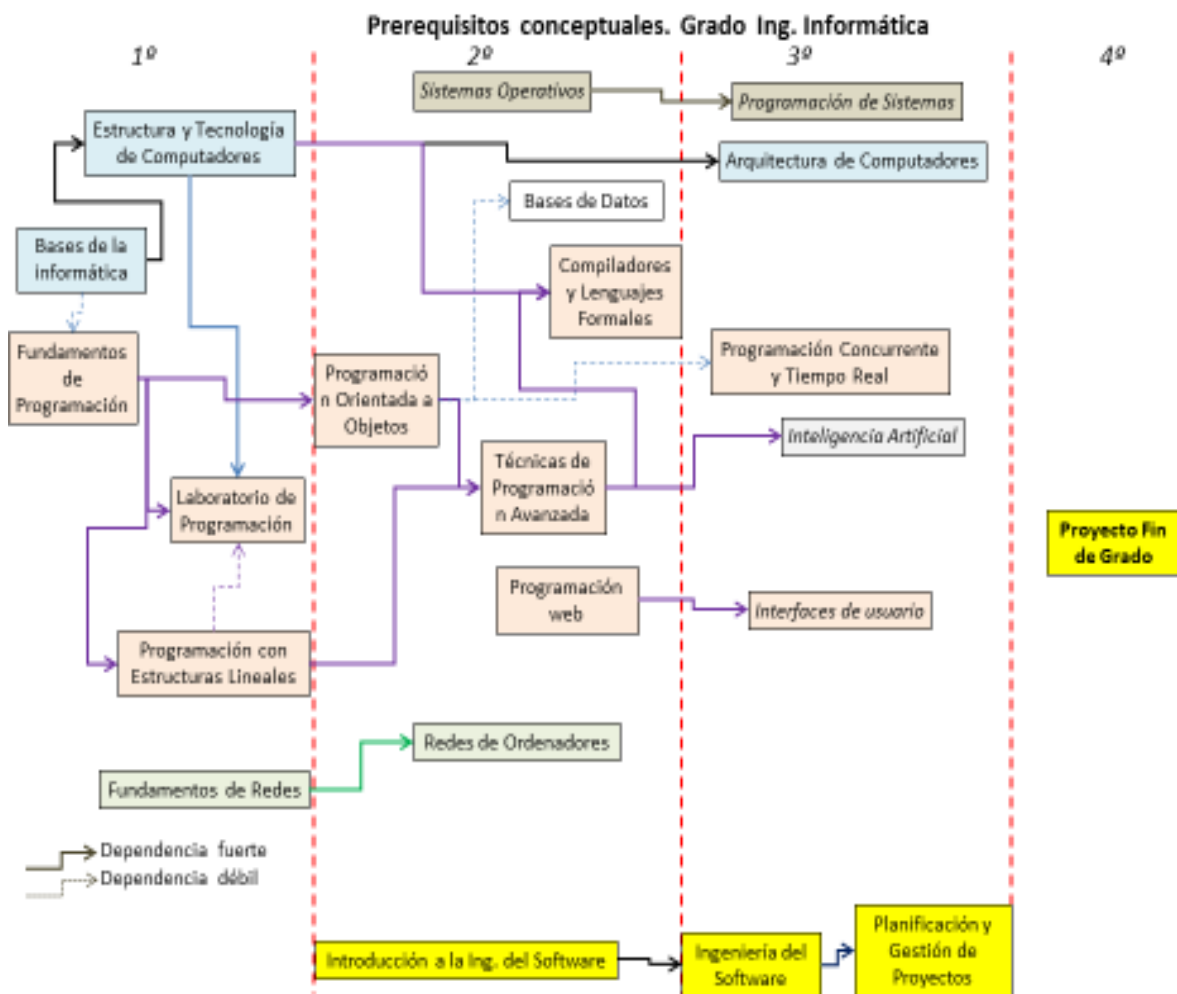 Prerequisitos conceptuales. Grado Ing. Informática
1º
2º
3º
4º
Sistemas Operativos
Programación de Sistemas
Estructura y Tecnología
de Computadores
Arquitectura de Computadores
Bases de Datos
Bases de la
informática
Compiladores
y Lenguajes
Formales
Fundamentos
de
Programación
Programació
n Orientada a
Objetos
Programación Concurrente
y Tiempo Real
Inteligencia Artificial
Técnicas de
Programació
n Avanzada
Laboratorio de
Programación
Proyecto Fin
de Grado
Programación
web
Interfaces de usuario
Programación con
Estructuras Lineales
Redes de Ordenadores
Fundamentos de Redes
Dependencia fuerte
Dependencia débil
Introducción a la Ing. del Software
Ingeniería del
Software
Planificación y
Gestión de
Proyectos